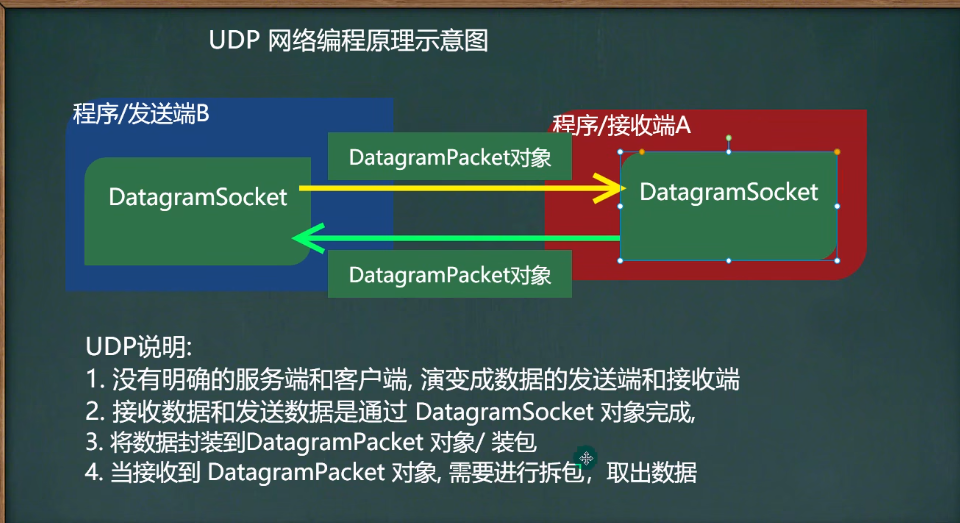 UDP 网络编程原理示意图
程序/发送端B
程序/接收端A
DatagramPacket对象
DatagramSocket
DatagramSocket
DatagramPacket对象
UDP说明:
1. 没有明确的服务端和客户端, 演变成数据的发送端和接收端
2. 接收数据和发送数据是通过 DatagramSocket 对象完成,
3. 将数据封装到DatagramPacket 对象/ 装包
4. 当接收到 DatagramPacket 对象, 需要进行拆包，取出数据